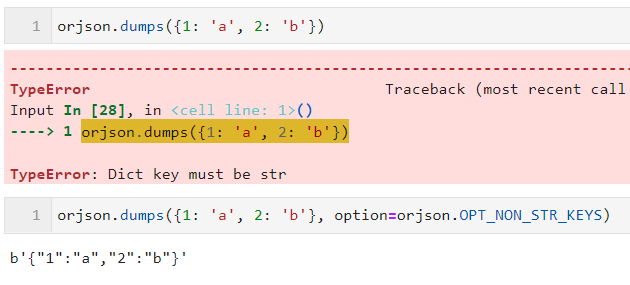 1 orjson.dumps({1: 'a', 2: 'b'})
---------------------------------------------------------------------------
TypeError Traceback (most recent call
Input In [28], in <cell line: 1>()
----> 1 orjson.dumps({1: 'a', 2: 'b'})
TypeError: Dict key must be str
1 orjson.dumps({1: 'a', 2: 'b'}, option=orjson.OPT_NON_STR_KEYS)
b'{"1":"a","2":"b"}'